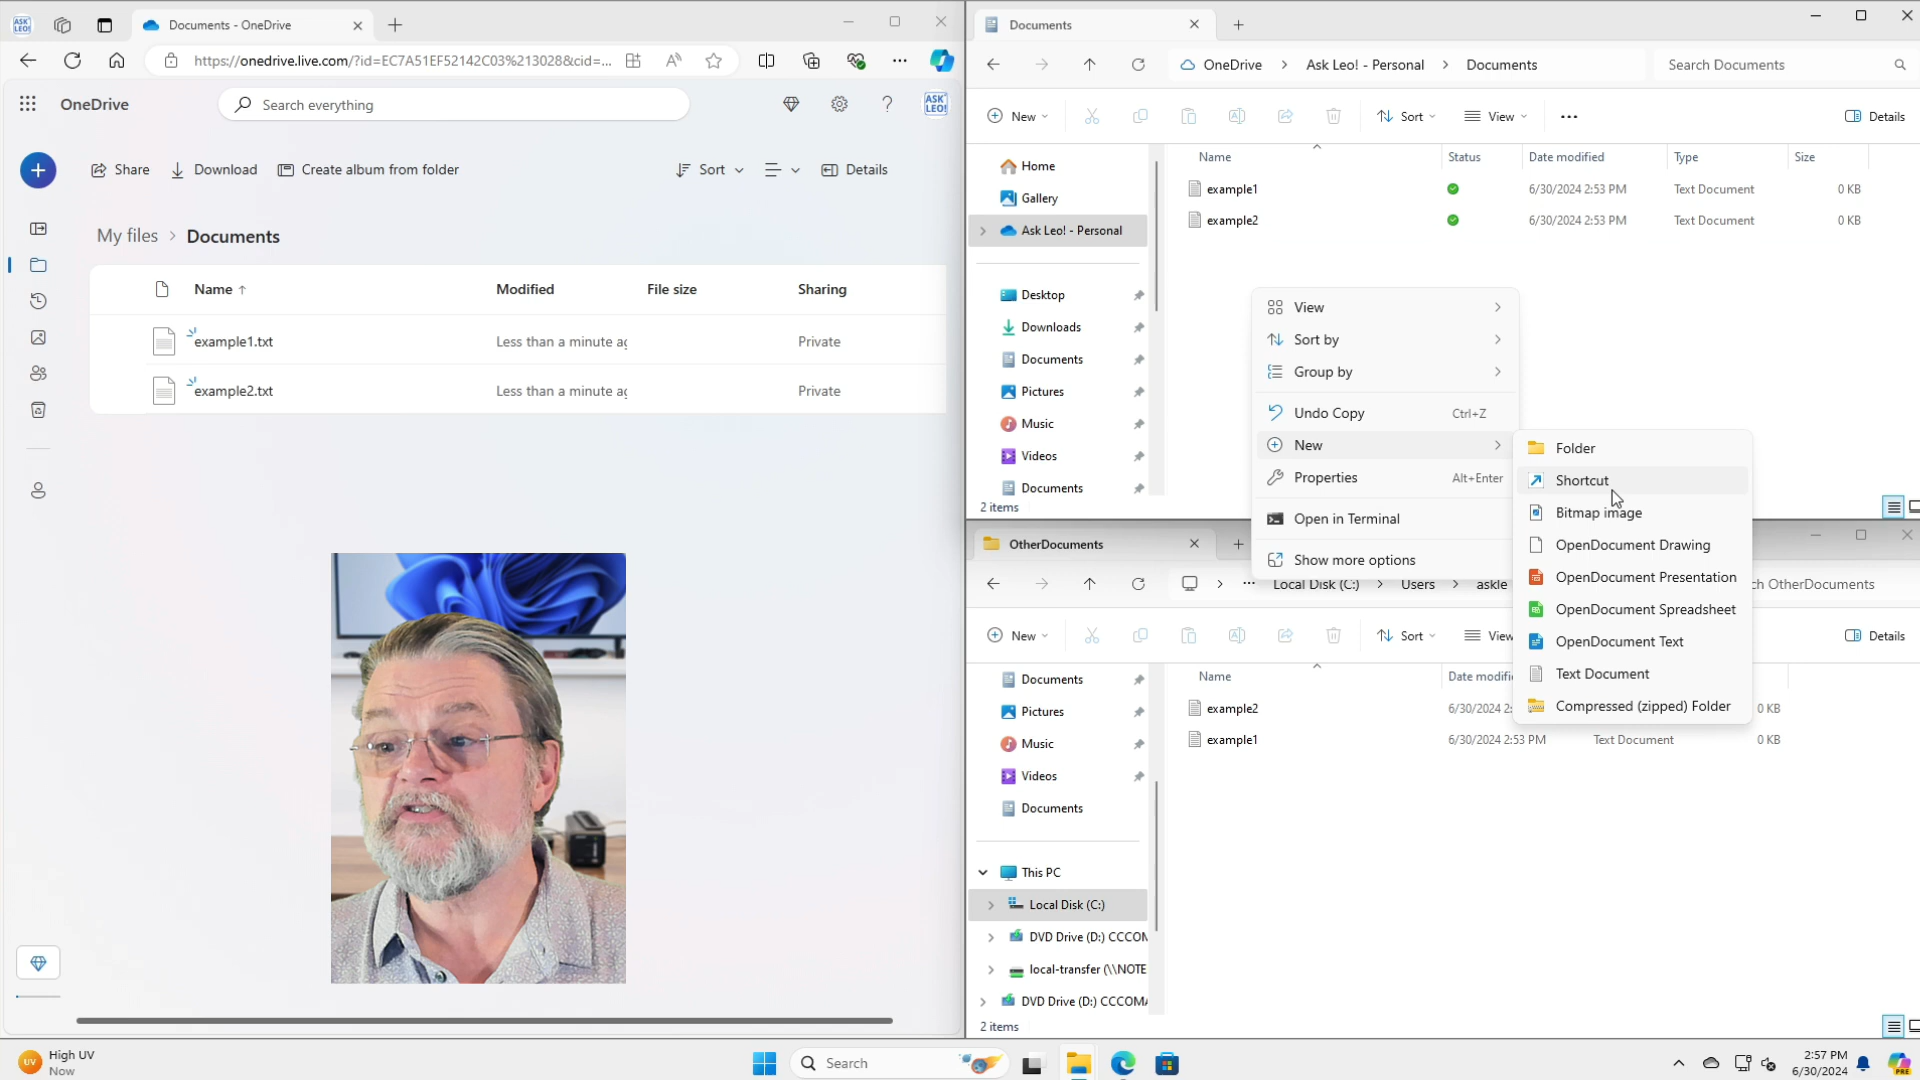 ASK LEO!
Documents - OneDrive
https://onedrive.live.com/?id=EC7A51EF52142C03%213028&cid=...
OneDrive
Search everything
ASK LEO!
Share
Download
Create album from folder
Sort
Details
My files > Documents
Name ↑
Modified
File size
Sharing
example1.txt
Less than a minute ag
Private
example2.txt
Less than a minute ag
Private
Documents
OneDrive > Ask Leo! - Personal > Documents
Search Documents
New
Sort
View
Details
Name
Status
Date modified
Type
Size
Home
Gallery
Ask Leo! - Personal
Desktop
Downloads
Documents
Pictures
Music
Videos
Documents
example1
6/30/2024 2:53 PM
Text Document
0 KB
example2
6/30/2024 2:53 PM
Text Document
0 KB
2 items
View
Sort by
Group by
Undo Copy
Ctrl+Z
New
Properties
Alt+Enter
Open in Terminal
Show more options
Folder
Shortcut
Bitmap image
OpenDocument Drawing
OpenDocument Presentation
OpenDocument Spreadsheet
OpenDocument Text
Text Document
Compressed (zipped) Folder
OtherDocuments
Local Disk (C:) > Users > askle
ch OtherDocuments
New
Sort
View
Details
Name
Date modifi
Documents
Pictures
Music
Videos
Documents
This PC
Local Disk (C:)
DVD Drive (D:) CCCOM
local-transfer (\\NOTE
DVD Drive (D:) CCCOMA
example2
6/30/2024 2:
0 KB
example1
6/30/2024 2:53 PM
Text Document
0 KB
2 items
UV
High UV
Now
Search
2:57 PM
6/30/2024
PRE